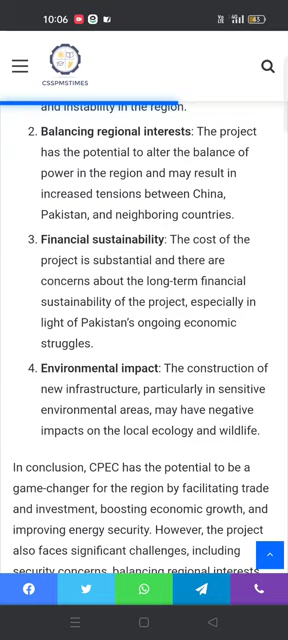 10:06
CSSPMSTIMES
and instability in the region.
2. Balancing regional interests: The project
has the potential to alter the balance of
power in the region and may result in
increased tensions between China,
Pakistan, and neighboring countries.
3. Financial sustainability: The cost of the
project is substantial and there are
concerns about the long-term financial
sustainability of the project, especially in
light of Pakistan's ongoing economic
struggles.
4. Environmental impact: The construction of
new infrastructure, particularly in sensitive
environmental areas, may have negative
impacts on the local ecology and wildlife.
In conclusion, CPEC has the potential to be a
game-changer for the region by facilitating trade
and investment, boosting economic growth, and
improving energy security. However, the project
also faces significant challenges, including
security concerns, balancing regional interests,